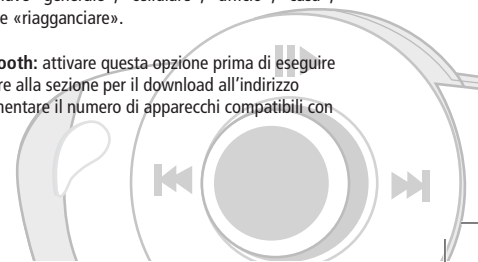 generale , cellulare , ufficio , casa ,
e «riagganciare».
ooth: attivare questa opzione prima di eseguire
re alla sezione per il download all'indirizzo
mentare il numero di apparecchi compatibili con